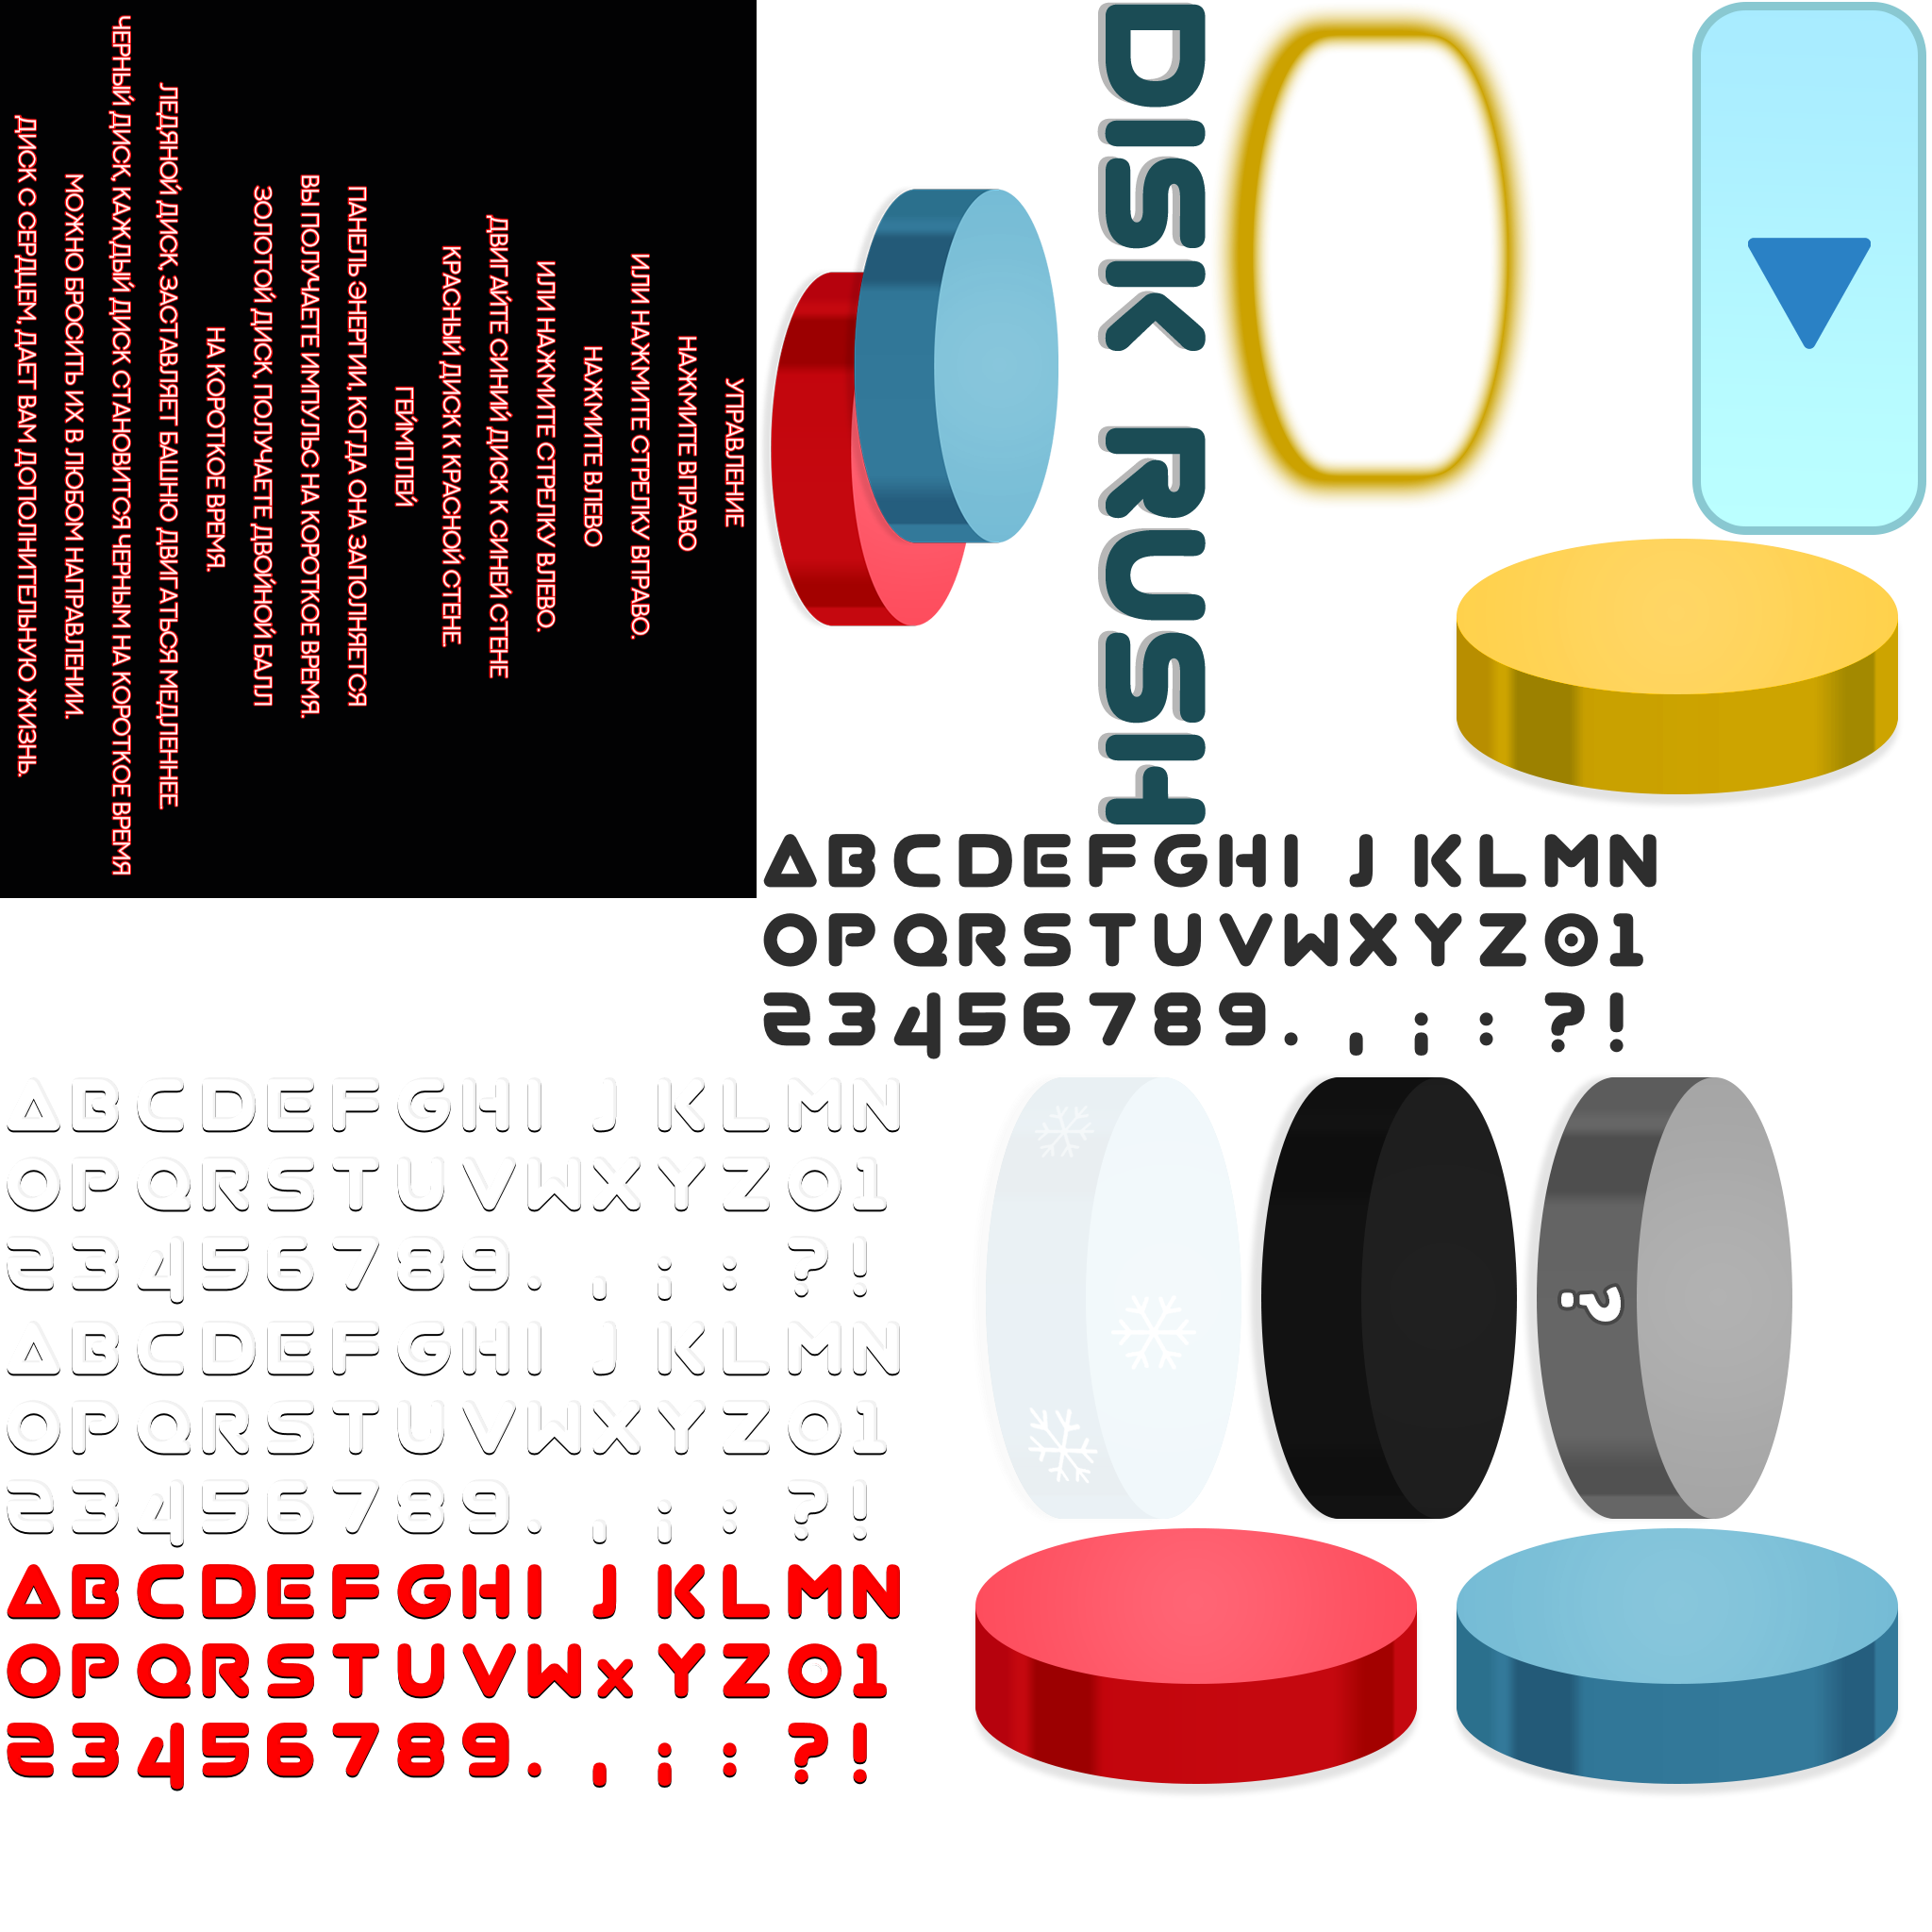 УПРАВЛЕНИЕ
НАЖМИТЕ ВПРАВО
ИЛИ НАЖМИТЕ СТРЕЛКУ ВПРАВО.
НАЖМИТЕ ВЛЕВО
ИЛИ НАЖМИТЕ СТРЕЛКУ ВЛЕВО.
ДВИГАЙТЕ СИНИЙ ДИСК К СИНЕЙ СТЕНЕ
КРАСНЫЙ ДИСК К КРАСНОЙ СТЕНЕ.
ГЕЙМПЛЕЙ
ПАНЕЛЬ ЭНЕРГИИ, КОГДА ОНА ЗАПОЛНЯЕТСЯ
ВЫ ПОЛУЧАЕТЕ ИМПУЛЬС НА КОРОТКОЕ ВРЕМЯ.
ЗОЛОТОЙ ДИСК, ПОЛУЧАЕТЕ ДВОЙНОЙ БАЛЛ
НА КОРОТКОЕ ВРЕМЯ.
ЛЕДЯНОЙ ДИСК, ЗАСТАВЛЯЕТ БАШНЮ ДВИГАТЬСЯ МЕДЛЕННЕЕ.
ЧЕРНЫЙ ДИСК, КАЖДЫЙ ДИСК СТАНОВИТСЯ ЧЕРНЫМ НА КОРОТКОЕ ВРЕМЯ
МОЖНО БРОСИТЬ ИХ В ЛЮБОМ НАПРАВЛЕНИИ.
ДИСК С СЕРДЦЕМ, ДАЕТ ВАМ ДОПОЛНИТЕЛЬНУЮ ЖИЗНЬ.
DISK RUSH
ABCDEFGHI J KLMN
OPQRSTUVWXYZ01
23456789. , ; : ?!
ABCDEFGHI J KLMN
OPQRSTUVWXYZ01
23456789. , ; : ?!
ABCDEFGHI J KLMN
OPQRSTUVWXYZ01
23456789. , ; : ?!
?
ABCDEFGHI J KLMN
OPQRSTUVWxYZ01
23456789. , ; : ?!